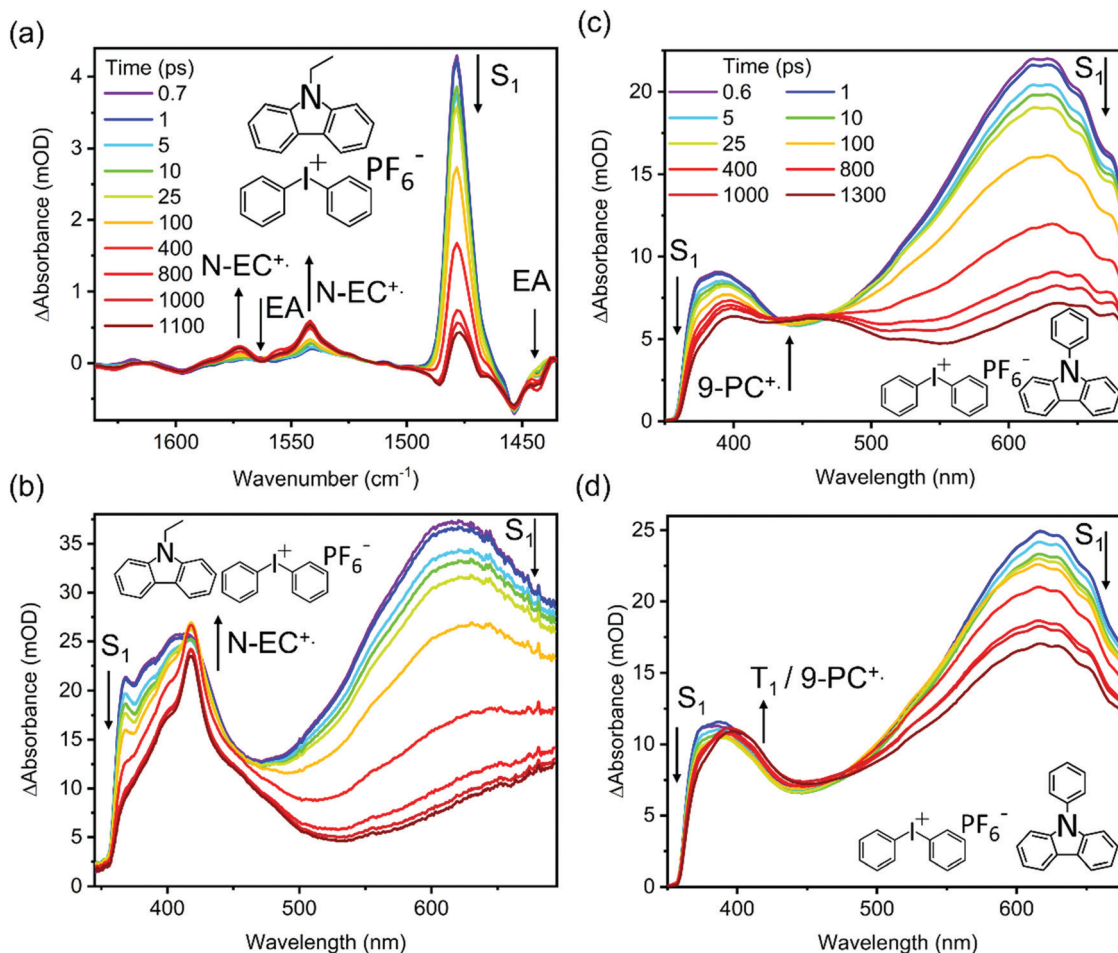 (a)
Time (ps)
0.7
1
5
10
25
100
400
800
1000
1100
N
I+
PF6−
S1
N-EC+·
EA
N-EC+·
EA
4
3
2
1
0
ΔAbsorbance (mOD)
1600
1550
1500
1450
Wavenumber (cm-1)
(b)
N
I+
PF6−
S1
N-EC+·
S1
35
30
25
20
15
10
5
0
ΔAbsorbance (mOD)
400
500
600
Wavelength (nm)
(c)
Time (ps)
0.6
1
5
10
25
100
400
800
1000
1300
S1
S1
9-PC+·
I+
PF6−
N
20
15
10
5
0
ΔAbsorbance (mOD)
400
500
600
Wavelength (nm)
(d)
S1
T1 / 9-PC+·
S1
I+
PF6−
N
25
20
15
10
5
0
ΔAbsorbance (mOD)
400
500
600
Wavelength (nm)